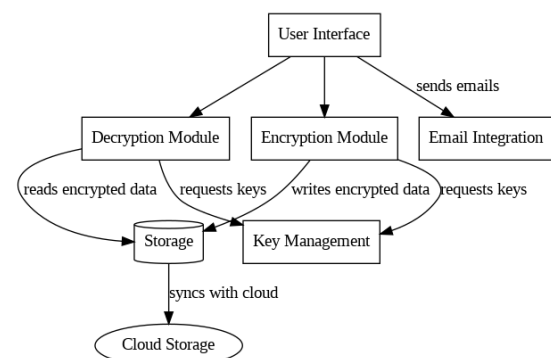 User Interface
sends emails
Decryption Module
Encryption Module
Email Integration
reads encrypted data
requests keys
writes encrypted data
requests keys
Storage
Key Management
syncs with cloud
Cloud Storage